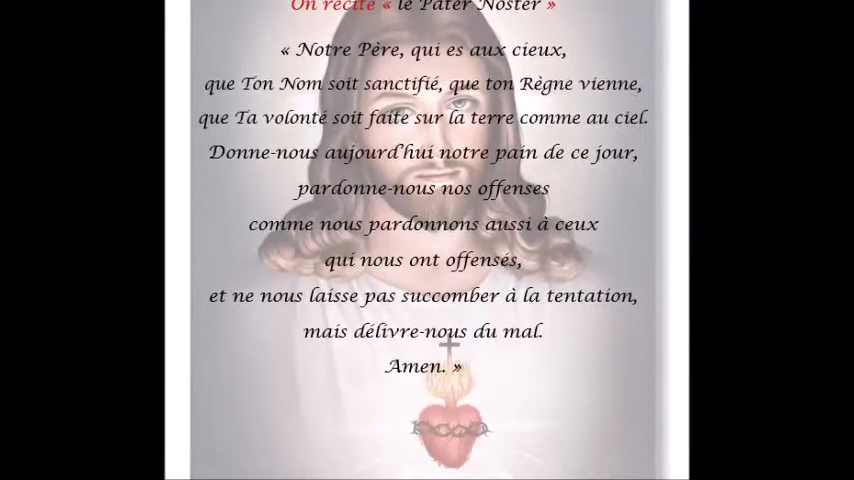 On récite « le Pater Noster »
« Notre Père, qui es aux cieux,
que Ton Nom soit sanctifié, que ton Règne vienne,
que Ta volonté soit faite sur la terre comme au ciel.
Donne-nous aujourd'hui notre pain de ce jour,
pardonne-nous nos offenses
comme nous pardonnons aussi à ceux
qui nous ont offensés,
et ne nous laisse pas succomber à la tentation,
mais délivre-nous du mal.
Amen. »